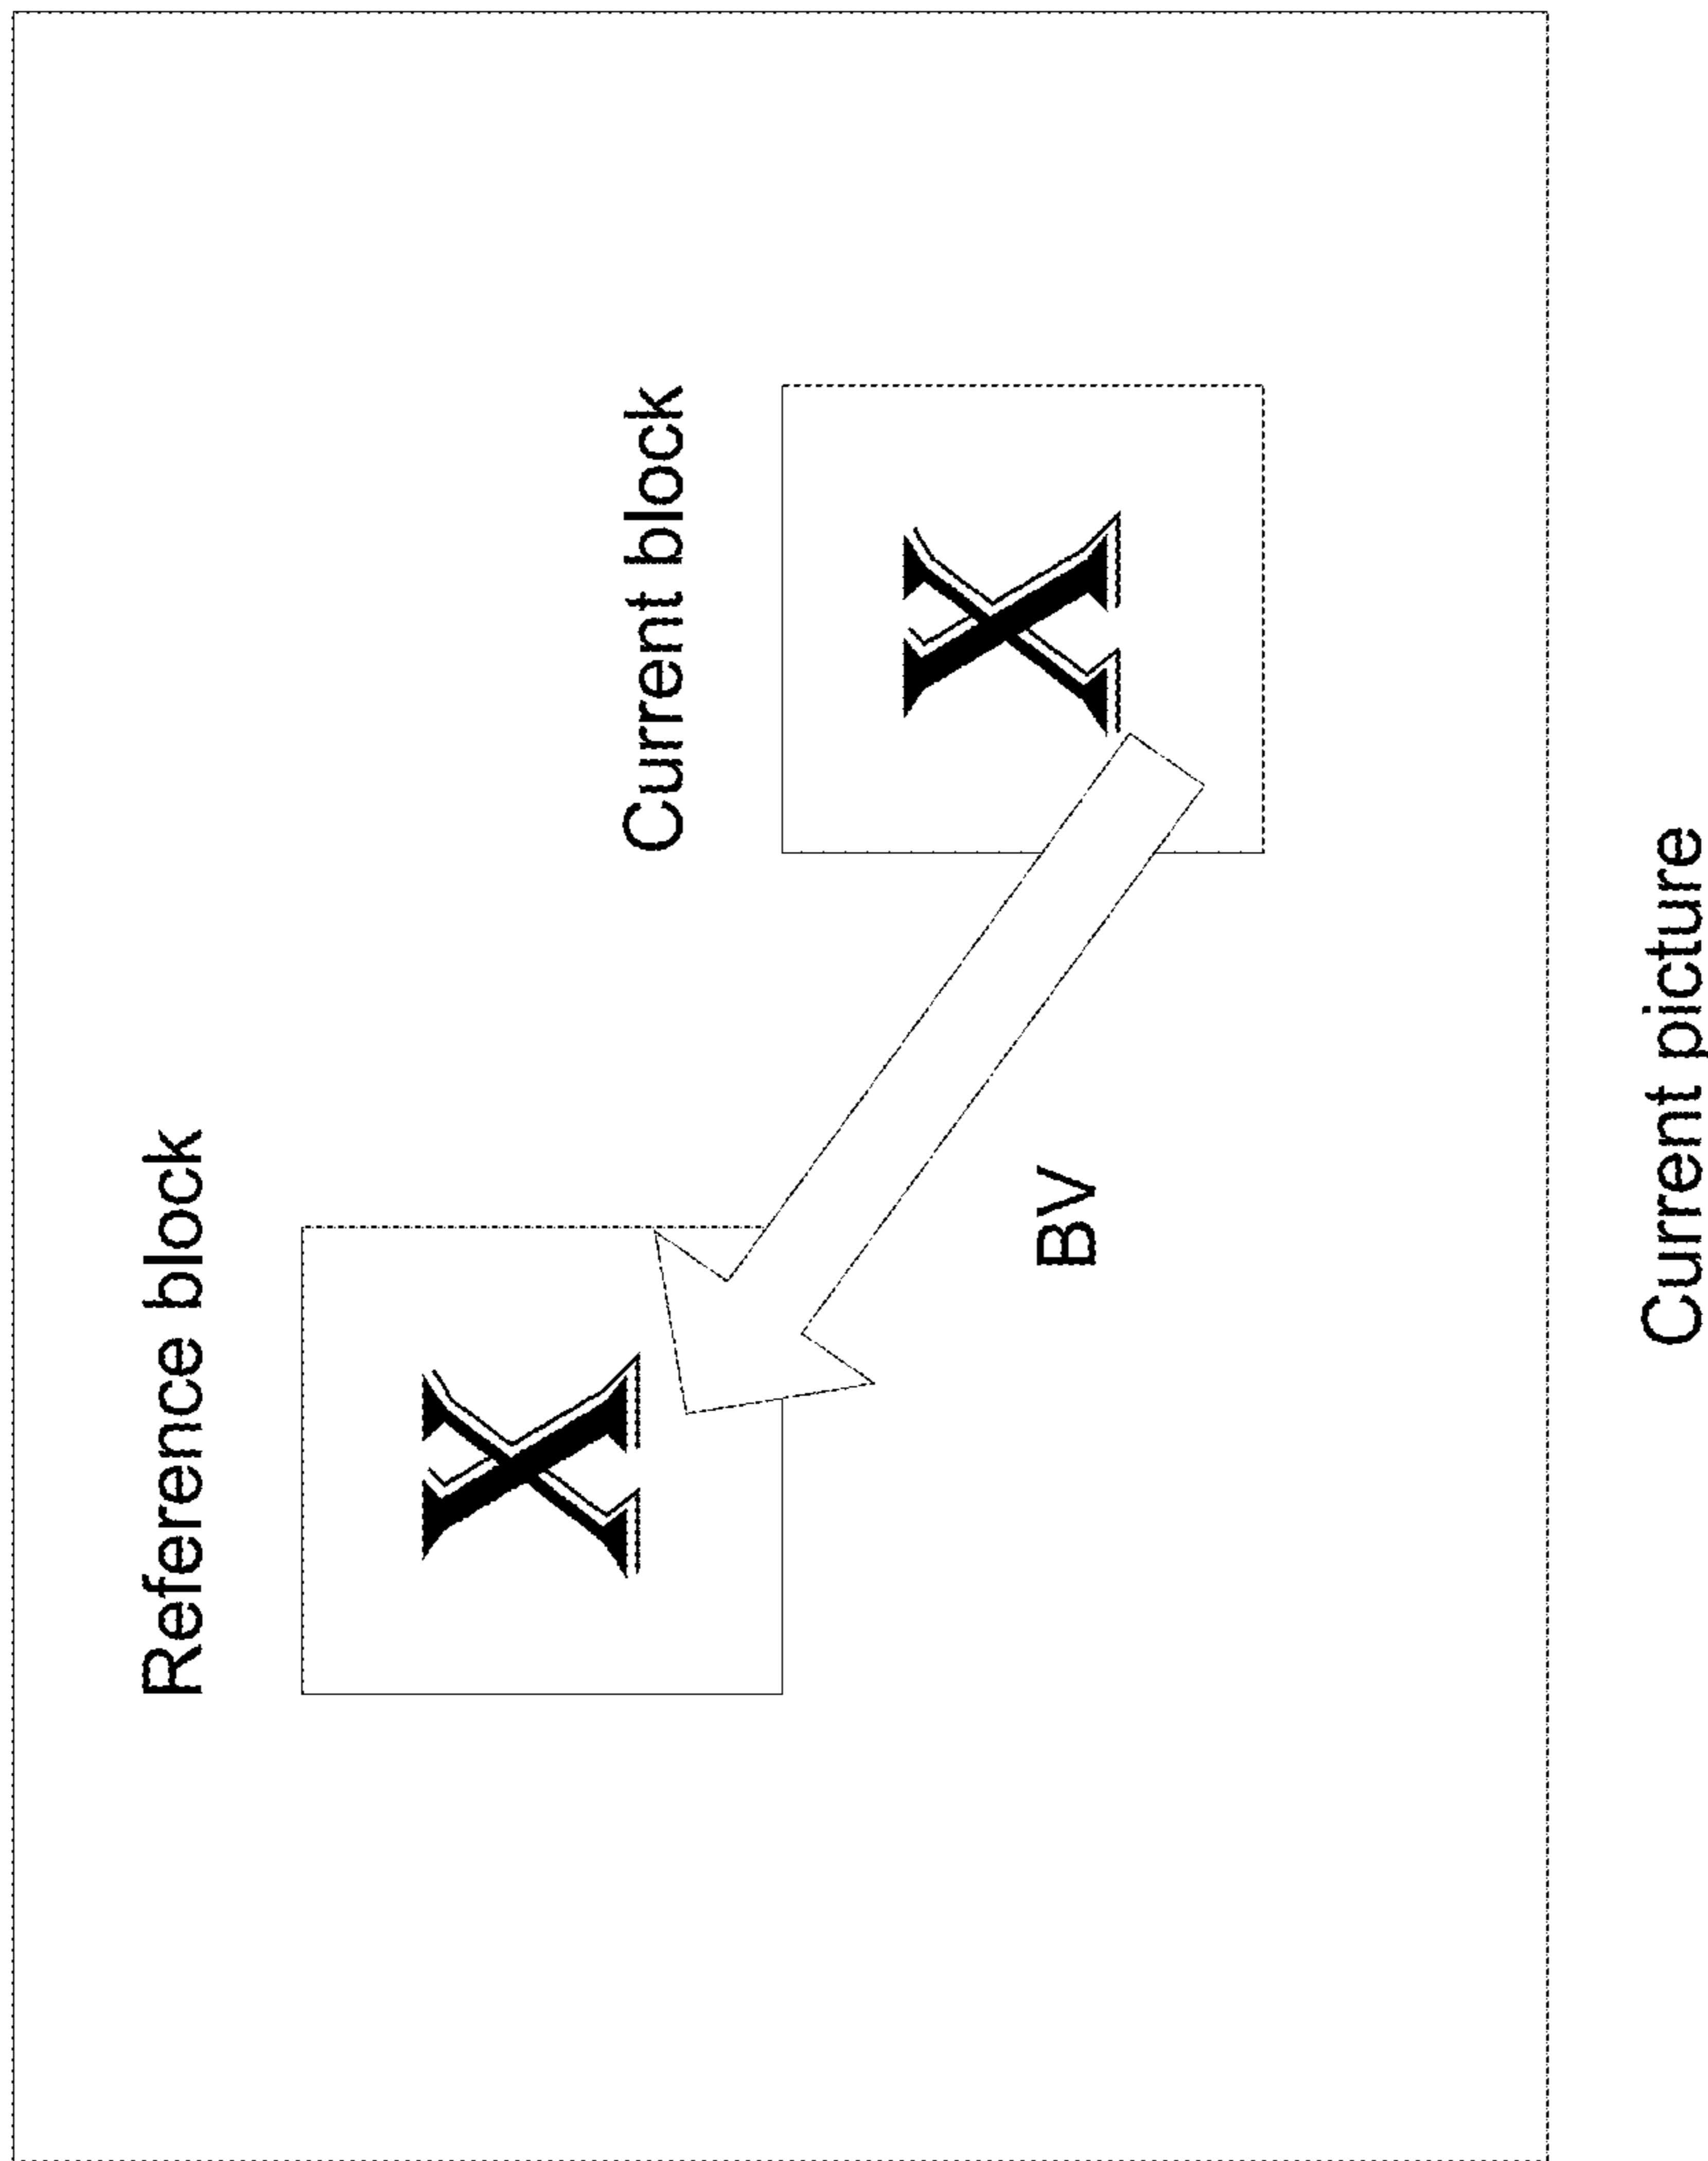 Reference block
X
Current block
X
BV
Current picture